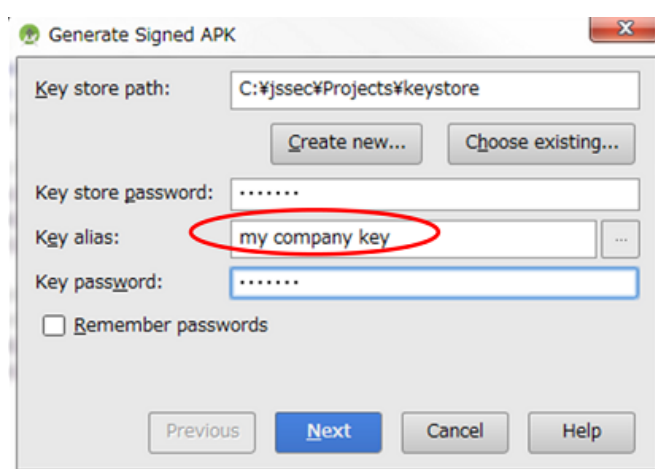 Generate Signed APK
Key store path: C:¥jssec¥Projects¥keystore
Create new... Choose existing...
Key store password: •••••••
Key alias: my company key ...
Key password: •••••••
Remember passwords
Previous Next Cancel Help